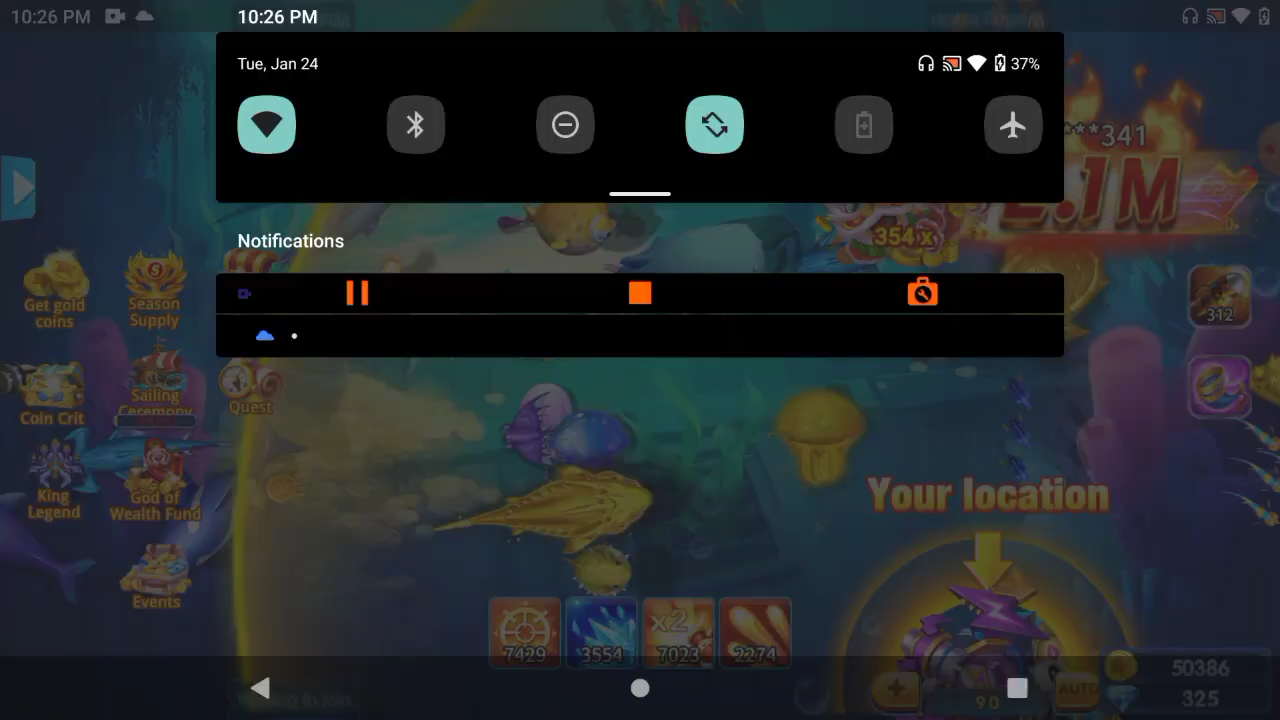 10:26 PM
10:26 PM
Tue, Jan 24
37%
***341
2.1M
354 x
Notifications
Get gold
coins
Season
Supply
312
Coin Crit
Sailing
Ceremony
Quest
King
Legend
God of
Wealth Fund
Your location
Events
7429
3554
x2
7023
2274
50386
AUTO
325
90